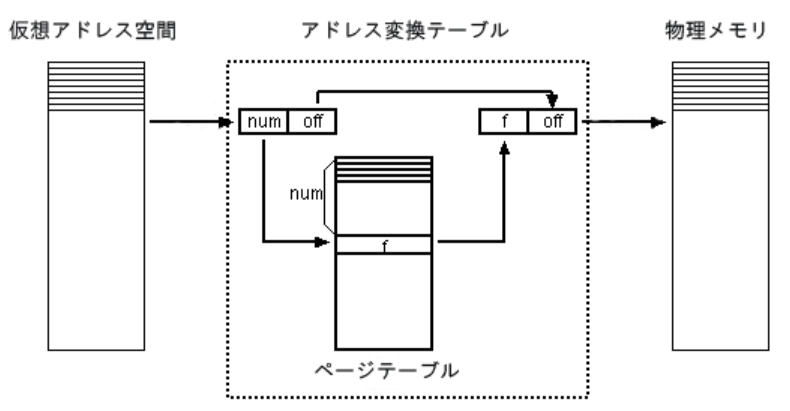 仮想アドレス空間
アドレス変換テーブル
物理メモリ
num off
f off
num
f
ページテーブル